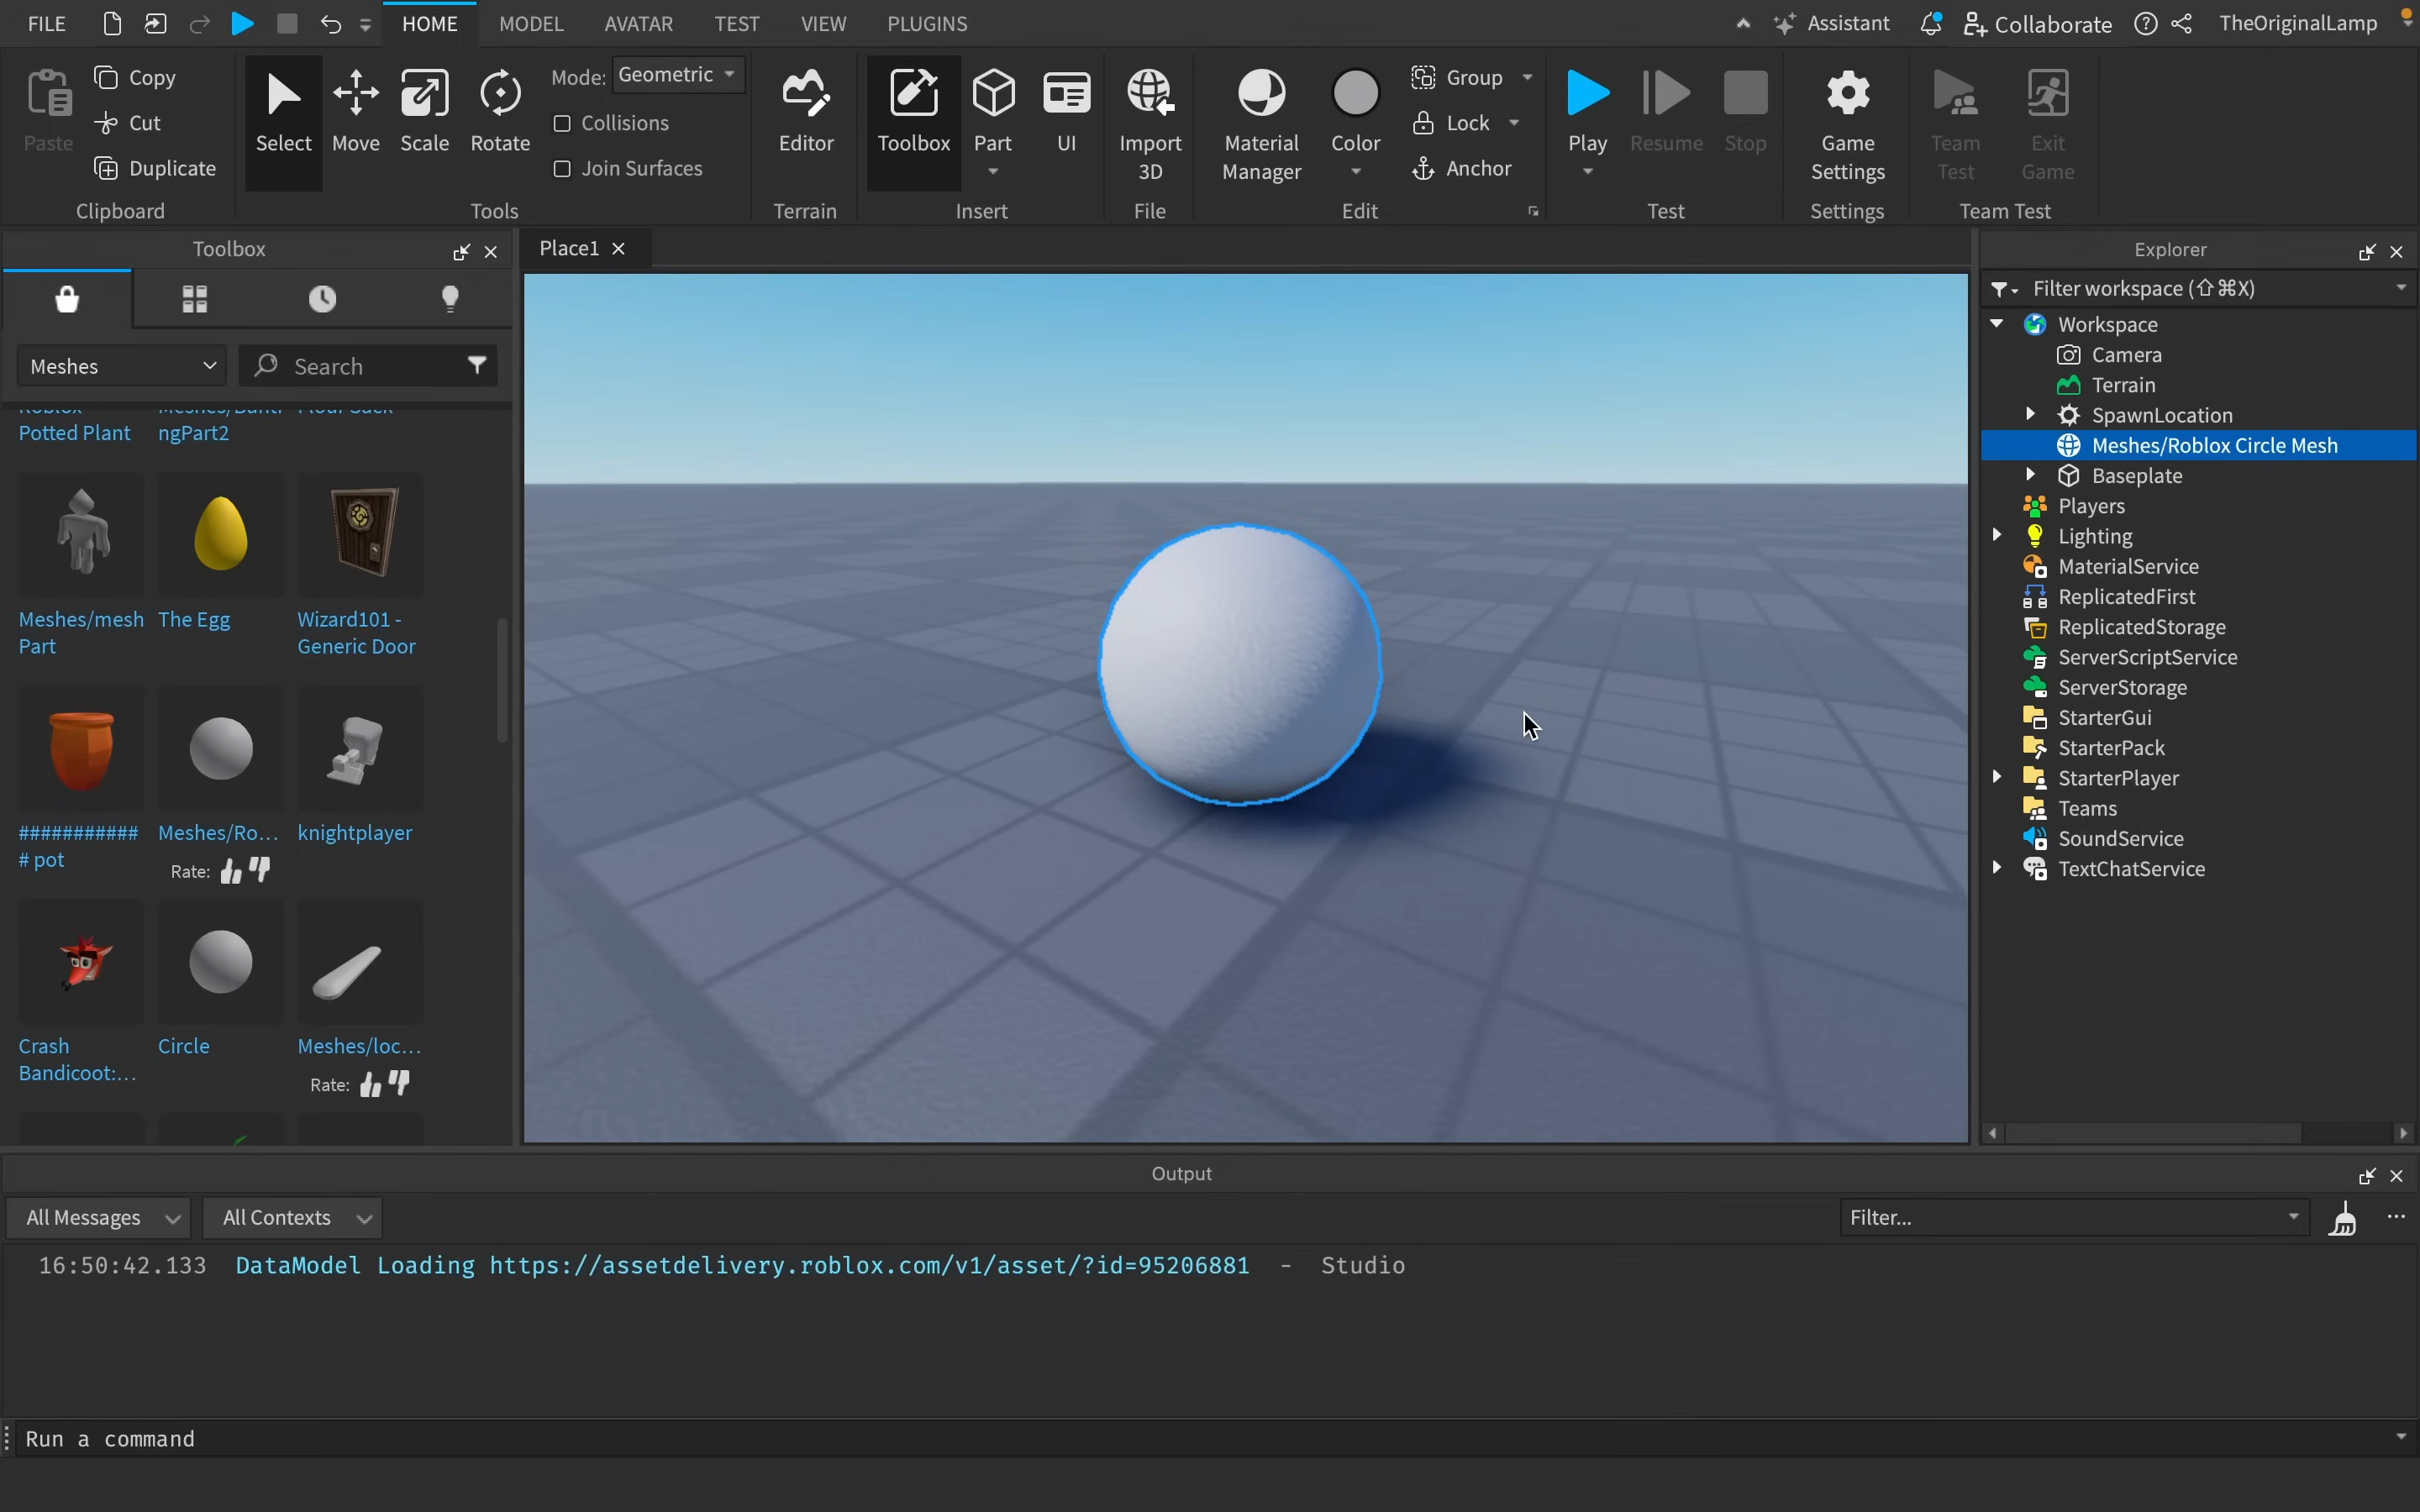 FILE
HOME
MODEL
AVATAR
TEST
VIEW
PLUGINS
Assistant
Collaborate
TheOriginalLamp
Paste
Copy
Cut
Duplicate
Clipboard
Select
Move
Scale
Rotate
Mode: Geometric
Collisions
Join Surfaces
Tools
Editor
Terrain
Toolbox
Part
UI
Insert
Import
3D
File
Material
Manager
Color
Group
Lock
Anchor
Edit
Play
Resume
Stop
Test
Game
Settings
Settings
Team
Test
Exit
Game
Team Test
Toolbox
Meshes
Search
Potted Plant
ngPart2
Meshes/mesh
Part
The Egg
Wizard101 -
Generic Door
###########
# pot
Meshes/Ro...
Rate:
knightplayer
Crash
Bandicoot:...
Circle
Meshes/loc...
Rate:
Place1
Explorer
Filter workspace (⇧⌘X)
Workspace
Camera
Terrain
SpawnLocation
Meshes/Roblox Circle Mesh
Baseplate
Players
Lighting
MaterialService
ReplicatedFirst
ReplicatedStorage
ServerScriptService
ServerStorage
StarterGui
StarterPack
StarterPlayer
Teams
SoundService
TextChatService
Output
All Messages
All Contexts
Filter...
16:50:42.133 DataModel Loading https://assetdelivery.roblox.com/v1/asset/?id=95206881 - Studio
Run a command